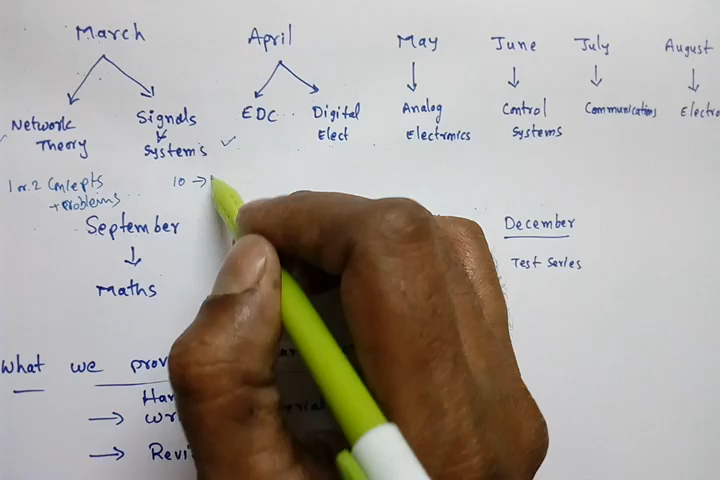 March April May June July August
Network Theory
Signals & Systems
EDC
Digital Elect
Analog Electronics
Control Systems
Communications
Electro
1 or 2 Concepts
+ problems
10 →
September
Maths
December
Test Series
What we prov
Har
→ Wr
→ Revi